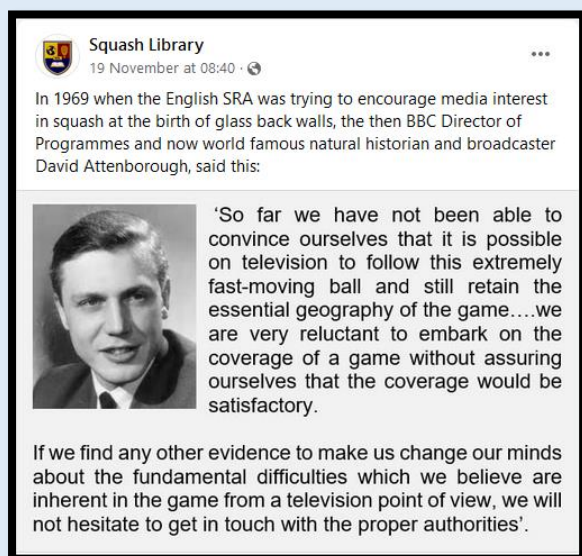 Squash Library
19 November at 08:40 ·
In 1969 when the English SRA was trying to encourage media interest
in squash at the birth of glass back walls, the then BBC Director of
Programmes and now world famous natural historian and broadcaster
David Attenborough, said this:
‘So far we have not been able to
convince ourselves that it is possible
on television to follow this extremely
fast-moving ball and still retain the
essential geography of the game….we
are very reluctant to embark on the
coverage of a game without assuring
ourselves that the coverage would be
satisfactory.
If we find any other evidence to make us change our minds
about the fundamental difficulties which we believe are
inherent in the game from a television point of view, we will
not hesitate to get in touch with the proper authorities’.